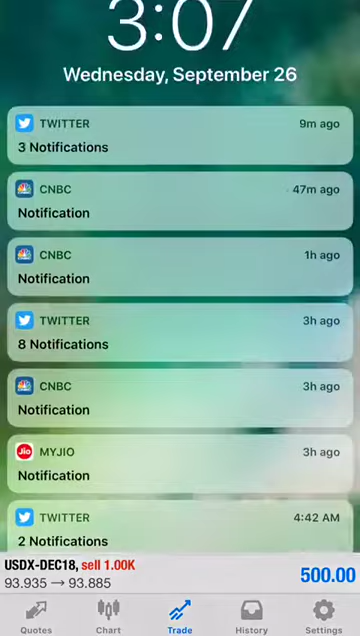 3:07
Wednesday, September 26
TWITTER 9m ago
3 Notifications
CNBC 47m ago
Notification
CNBC 1h ago
Notification
TWITTER 3h ago
8 Notifications
CNBC 3h ago
Notification
Jio MYJIO 3h ago
Notification
TWITTER 4:42 AM
2 Notifications
USDX-DEC18, sell 1.00K
93.935 → 93.885 500.00
Quotes Chart Trade History Settings